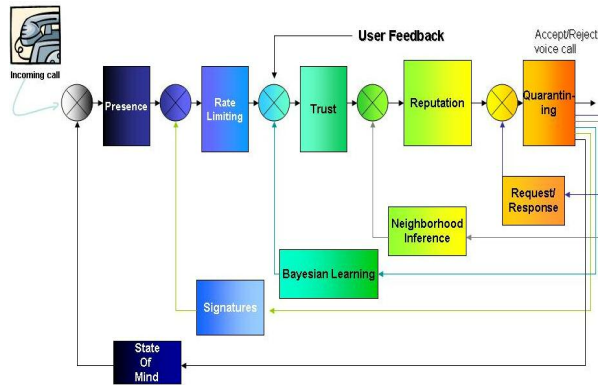 Accept/Reject
voice call
User Feedback
Incoming call
Presence
Rate
Limiting
Trust
Reputation
Quarantin-
ing
Request/
Response
Neighborhood
Inference
Bayesian Learning
Signatures
State
Of
Mind